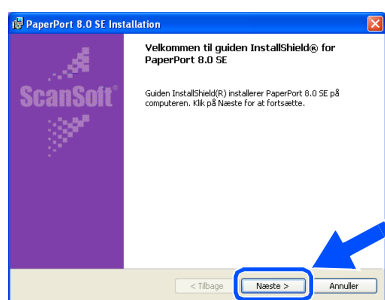 PaperPort 8.0 SE Installation
Velkommen til guiden InstallShield® for
PaperPort 8.0 SE
ScanSoft®
Guiden InstallShield(R) installerer PaperPort 8.0 SE på
computeren. Klik på Næste for at fortsætte.
< Tilbage
Næste >
Annuller